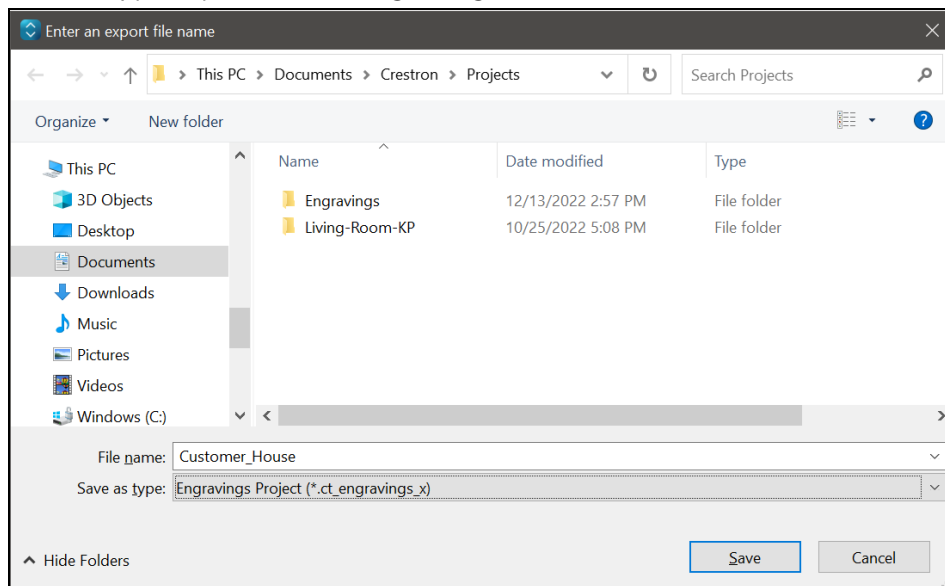 Enter an export file name
This PC > Documents > Crestron > Projects
Search Projects
Organize
New folder
Name
Date modified
Type
Engravings
12/13/2022 2:57 PM
File folder
Living-Room-KP
10/25/2022 5:08 PM
File folder
This PC
3D Objects
Desktop
Documents
Downloads
Music
Pictures
Videos
Windows (C:)
File name: Customer_House
Save as type: Engravings Project (*.ct_engravings_x)
Hide Folders
Save
Cancel